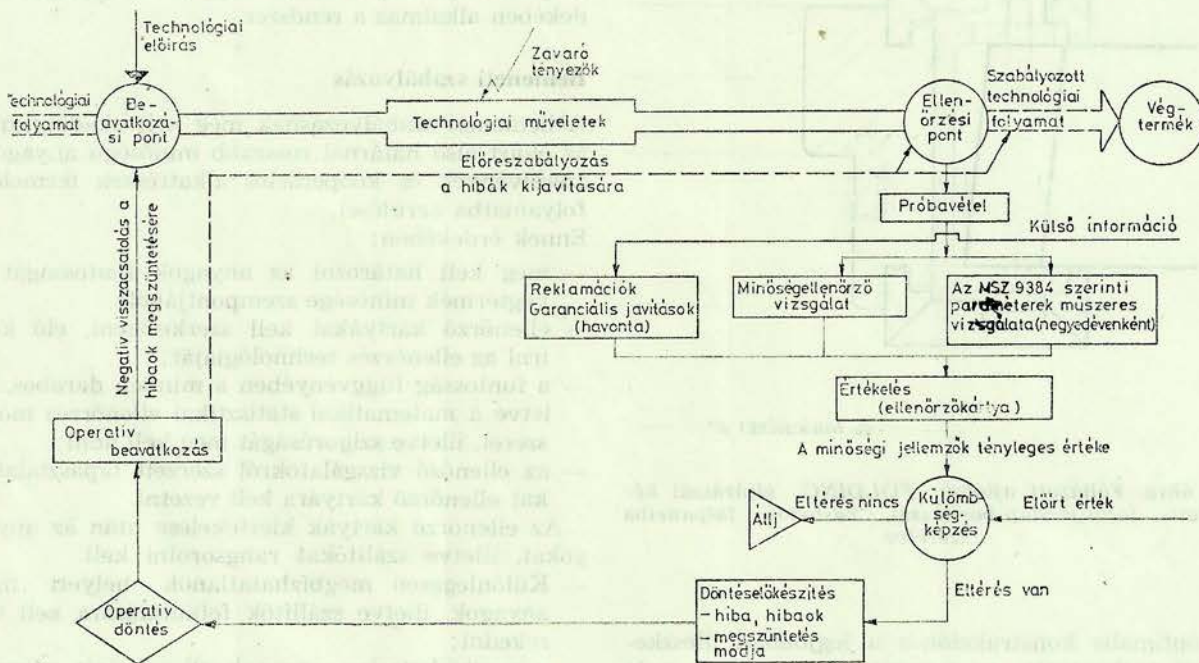 Technológiai
előírás
Technológiai
folyamat
Be-
avatkozá-
si pont
Zavaró
tényezők
Technológiai műveletek
Ellen-
őrzési
pont
Szabályozott
technológiai
folyamat
Vég-
termék
Előreszabályozás
a hibák kijavítására
Negatív visszacsatolás a
hibaok megszüntetésére
Próbavétel
Külső információ
Reklamációk
Garanciális javítások
(havonta)
Minőségellenőrző
vizsgálat
Az MSZ 9384 szerinti
paraméterek műszeres
vizsgálata (negyedévenként)
Értékelés
(ellenőrzőkártya)
A minőségi jellemzők tényleges értéke
Operatív
beavatkozás
Állj
Eltérés nincs
Külömb-
ség-
képzés
Előírt érték
Eltérés van
Döntéselőkészítés
– hiba, hibaok
– megszüntetés
módja
Operatív
döntés